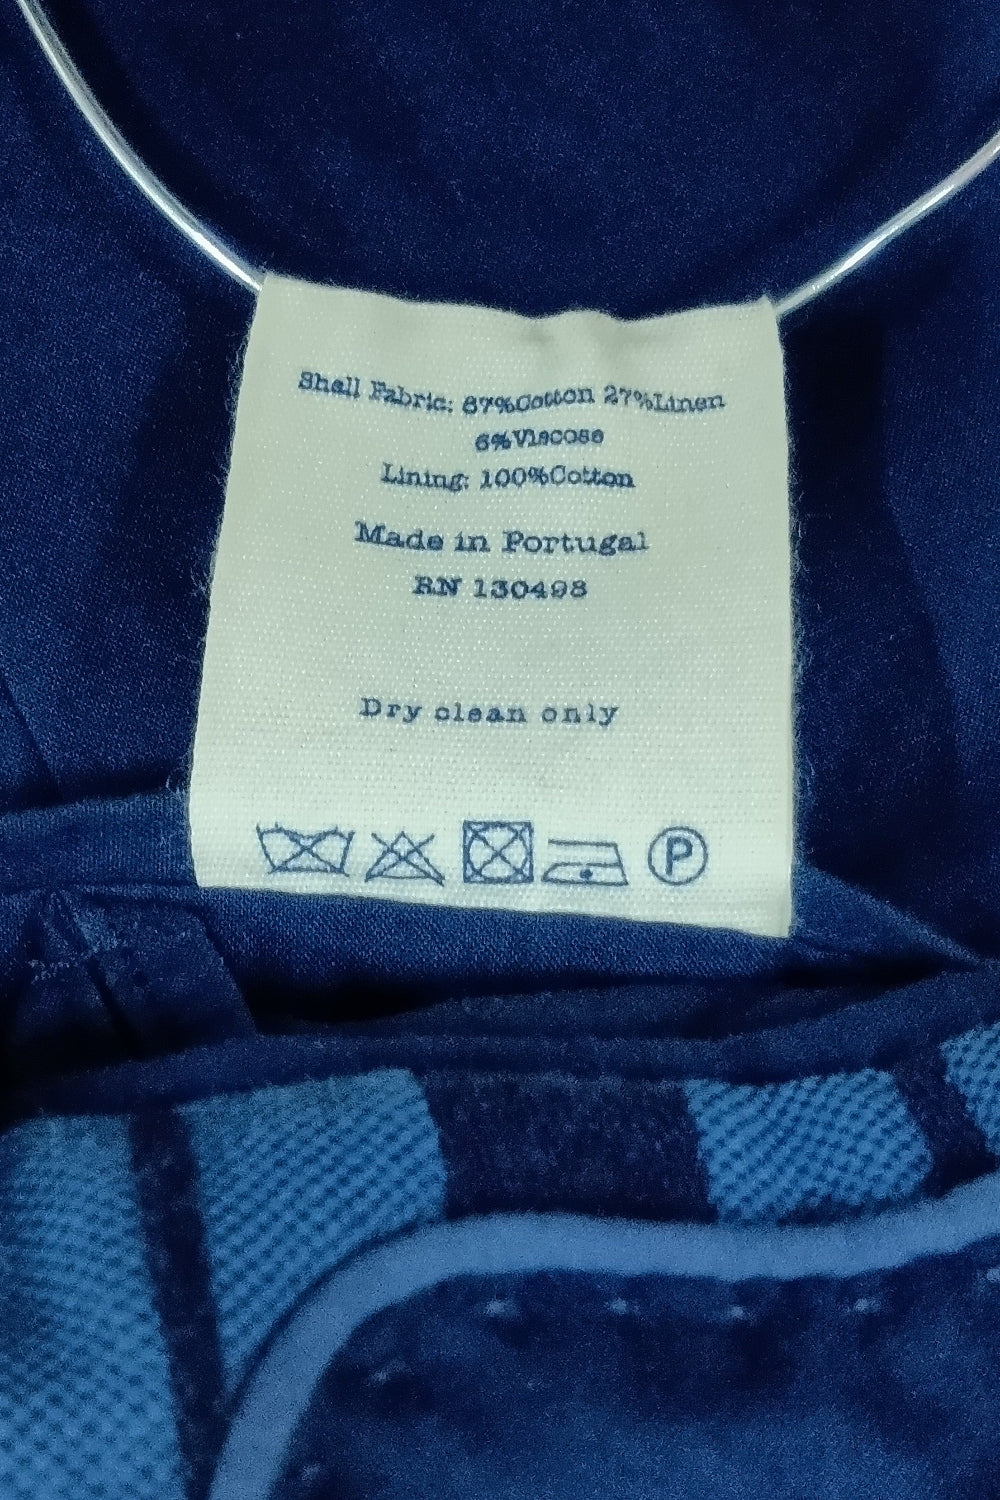 Shell Fabric: 67%Cotton 27%Linen
6%Viscose
Lining: 100%Cotton
Made in Portugal
RN 130498
Dry clean only
P